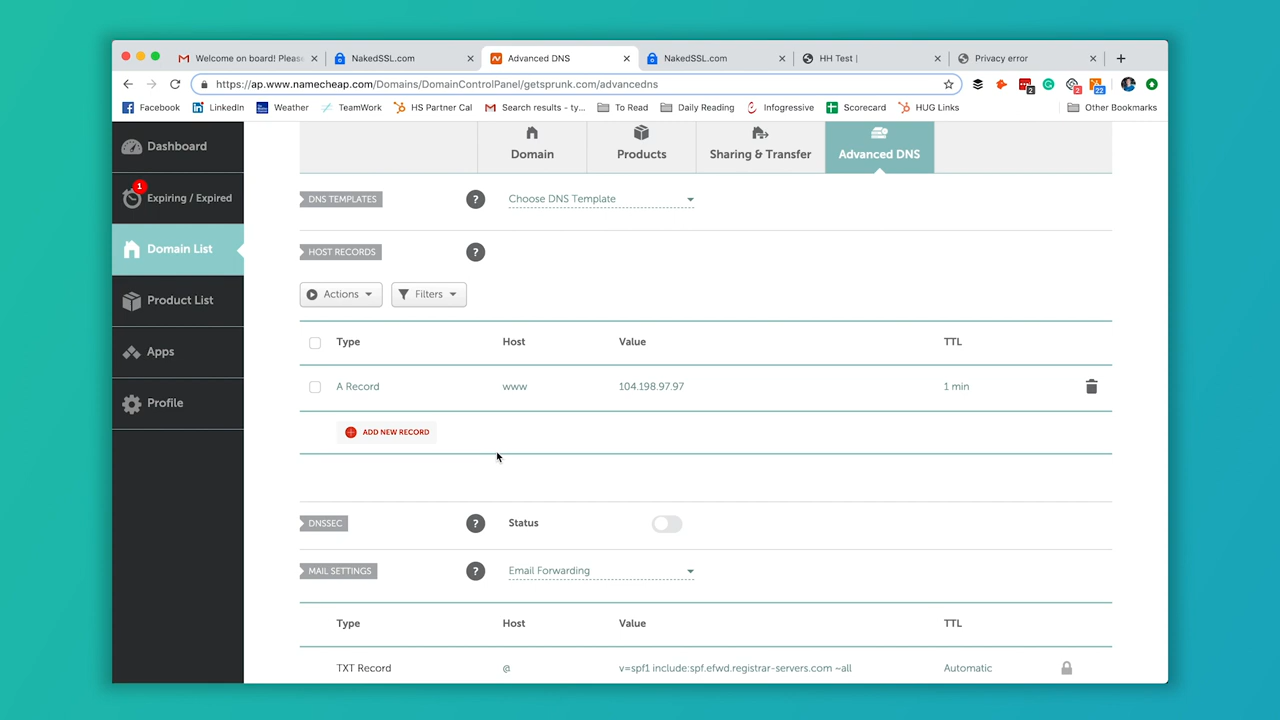 Welcome on board! Please
NakedSSL.com
Advanced DNS
NakedSSL.com
HH Test |
Privacy error
https://ap.www.namecheap.com/Domains/DomainControlPanel/getsprunk.com/advancedns
2
2
22
Facebook
LinkedIn
Weather
TeamWork
HS Partner Cal
Search results - ty...
To Read
Daily Reading
Infogressive
Scorecard
HUG Links
Other Bookmarks
Dashboard
1
Expiring / Expired
Domain List
Product List
Apps
Profile
Domain
Products
Sharing & Transfer
Advanced DNS
DNS TEMPLATES
?
Choose DNS Template
HOST RECORDS
?
Actions
Filters
Type Host Value TTL
A Record www 104.198.97.97 1 min
ADD NEW RECORD
DNSSEC
?
Status
MAIL SETTINGS
?
Email Forwarding
Type Host Value TTL
TXT Record @ v=spf1 include:spf.efwd.registrar-servers.com ~all Automatic